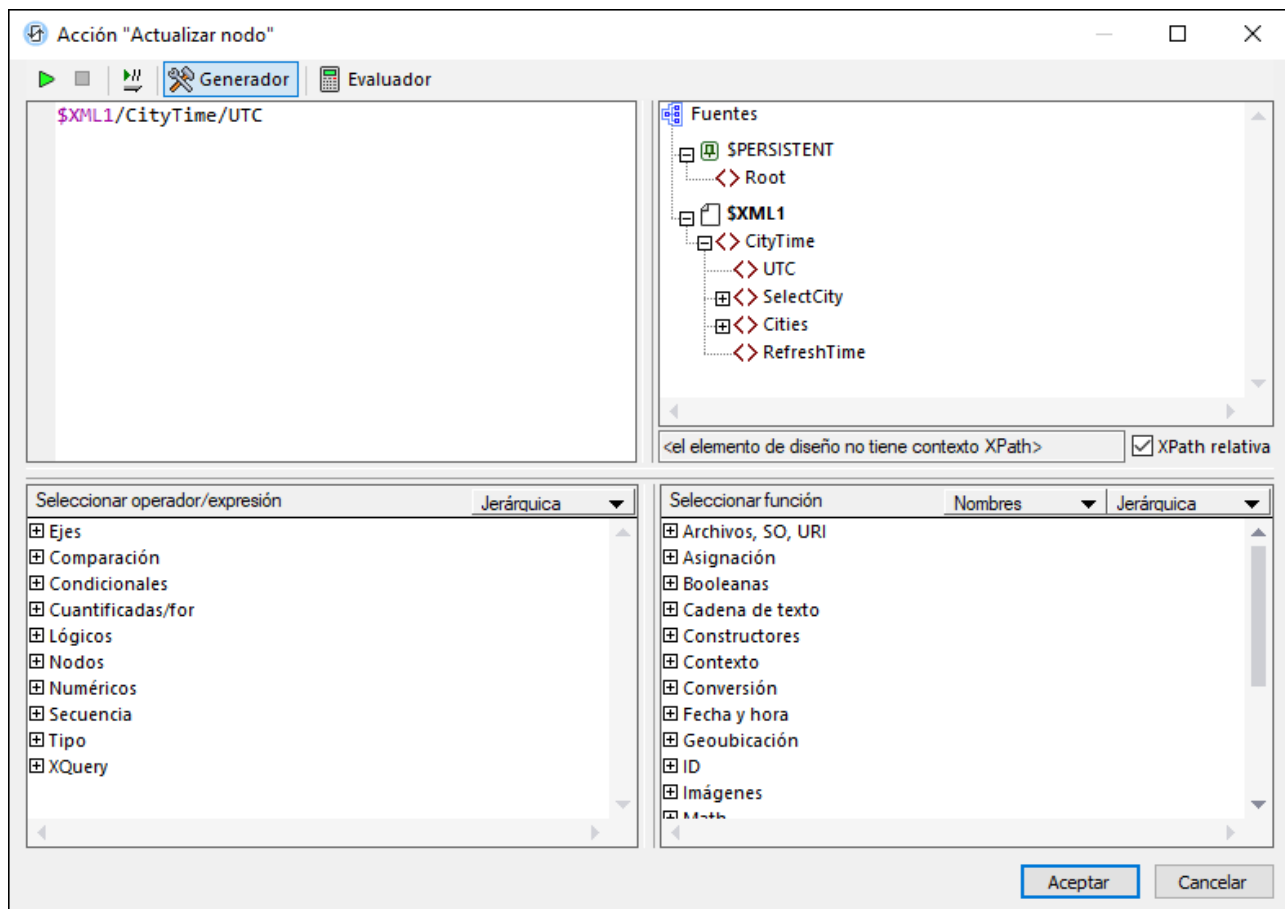 Acción "Actualizar nodo"
Generador Evaluador
$XML1/CityTime/UTC
Fuentes
$PERSISTENT
Root
$XML1
CityTime
UTC
SelectCity
Cities
RefreshTime
<el elemento de diseño no tiene contexto XPath> XPath relativa
Seleccionar operador/expresión Jerárquica
Ejes
Comparación
Condicionales
Cuantificadas/for
Lógicos
Nodos
Numéricos
Secuencia
Tipo
XQuery
Seleccionar función Nombres Jerárquica
Archivos, SO, URI
Asignación
Booleanas
Cadena de texto
Constructores
Contexto
Conversión
Fecha y hora
Geoubicación
ID
Imágenes
Math
Aceptar Cancelar